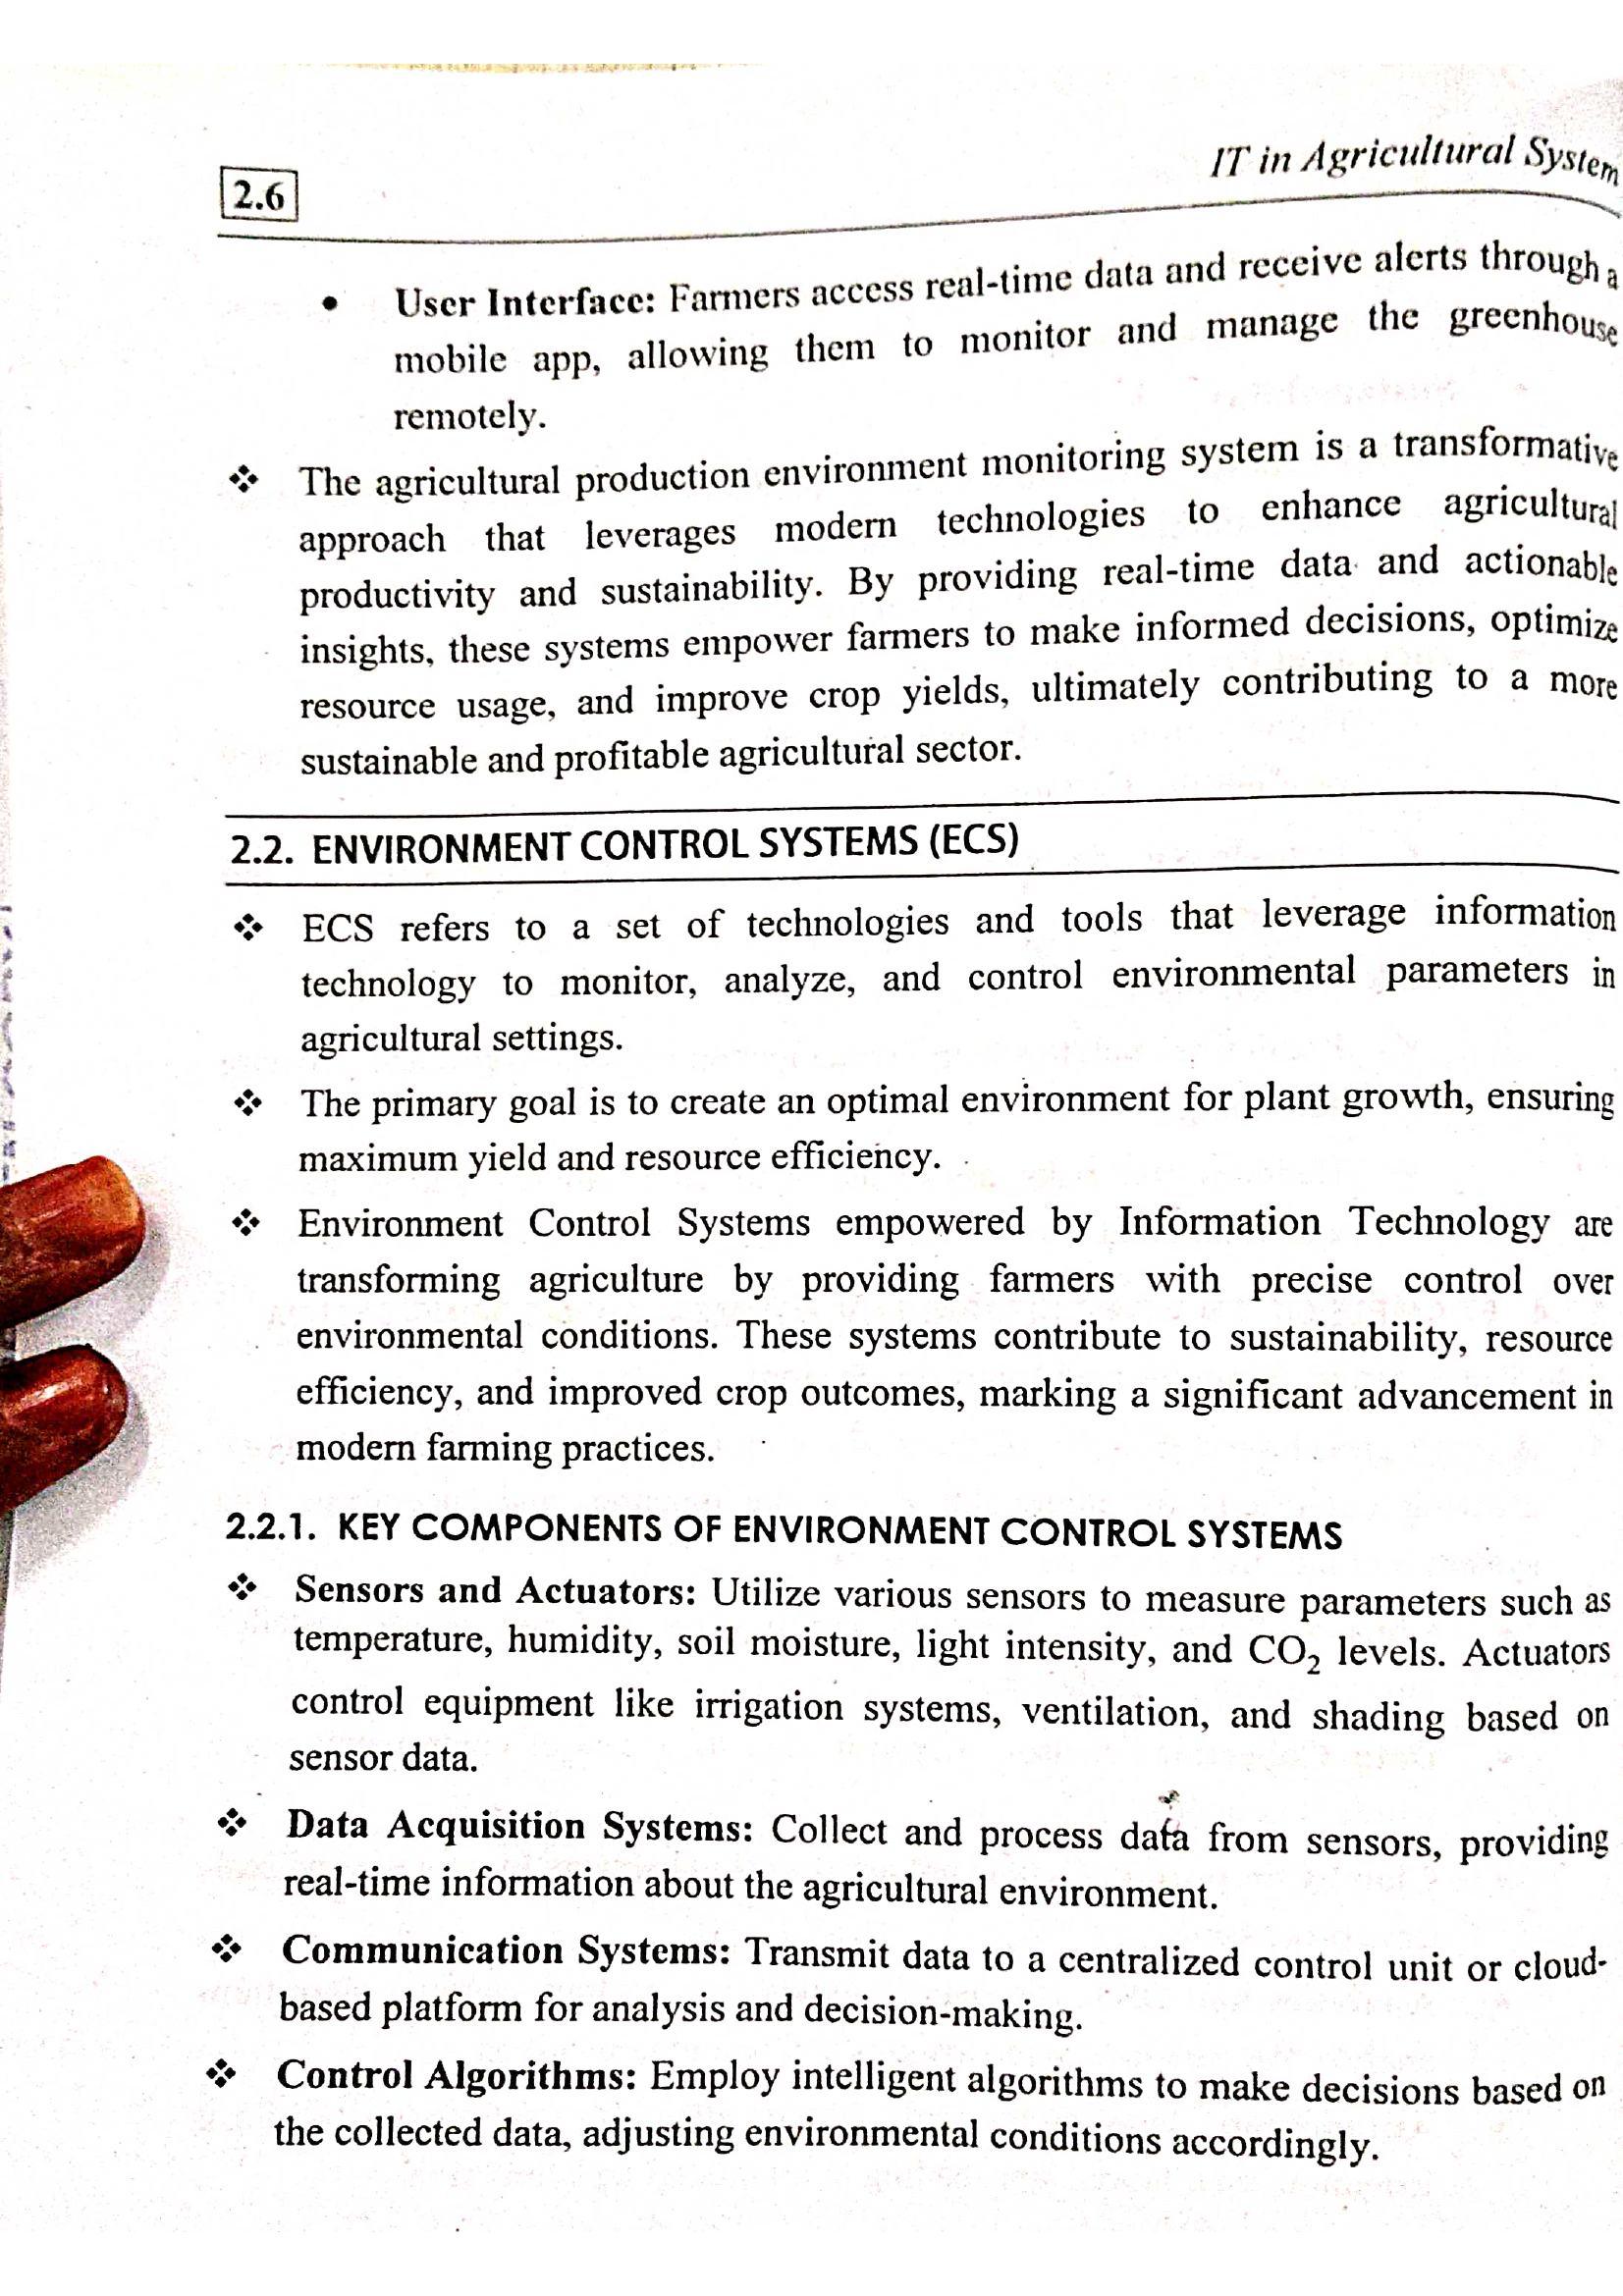 2.6
IT in Agricultural System
• User Interface: Farmers access real-time data and receive alerts through a
mobile app, allowing them to monitor and manage the greenhouse
remotely.
❖ The agricultural production environment monitoring system is a transformative
approach that leverages modern technologies to enhance agricultural
productivity and sustainability. By providing real-time data and actionable
insights, these systems empower farmers to make informed decisions, optimize
resource usage, and improve crop yields, ultimately contributing to a more
sustainable and profitable agricultural sector.
2.2. ENVIRONMENT CONTROL SYSTEMS (ECS)
❖ ECS refers to a set of technologies and tools that leverage information
technology to monitor, analyze, and control environmental parameters in
agricultural settings.
❖ The primary goal is to create an optimal environment for plant growth, ensuring
maximum yield and resource efficiency.
❖ Environment Control Systems empowered by Information Technology are
transforming agriculture by providing farmers with precise control over
environmental conditions. These systems contribute to sustainability, resource
efficiency, and improved crop outcomes, marking a significant advancement in
modern farming practices.
2.2.1. KEY COMPONENTS OF ENVIRONMENT CONTROL SYSTEMS
❖ Sensors and Actuators: Utilize various sensors to measure parameters such as
temperature, humidity, soil moisture, light intensity, and CO₂ levels. Actuators
control equipment like irrigation systems, ventilation, and shading based on
sensor data.
❖ Data Acquisition Systems: Collect and process data from sensors, providing
real-time information about the agricultural environment.
❖ Communication Systems: Transmit data to a centralized control unit or cloud-
based platform for analysis and decision-making.
❖ Control Algorithms: Employ intelligent algorithms to make decisions based on
the collected data, adjusting environmental conditions accordingly.